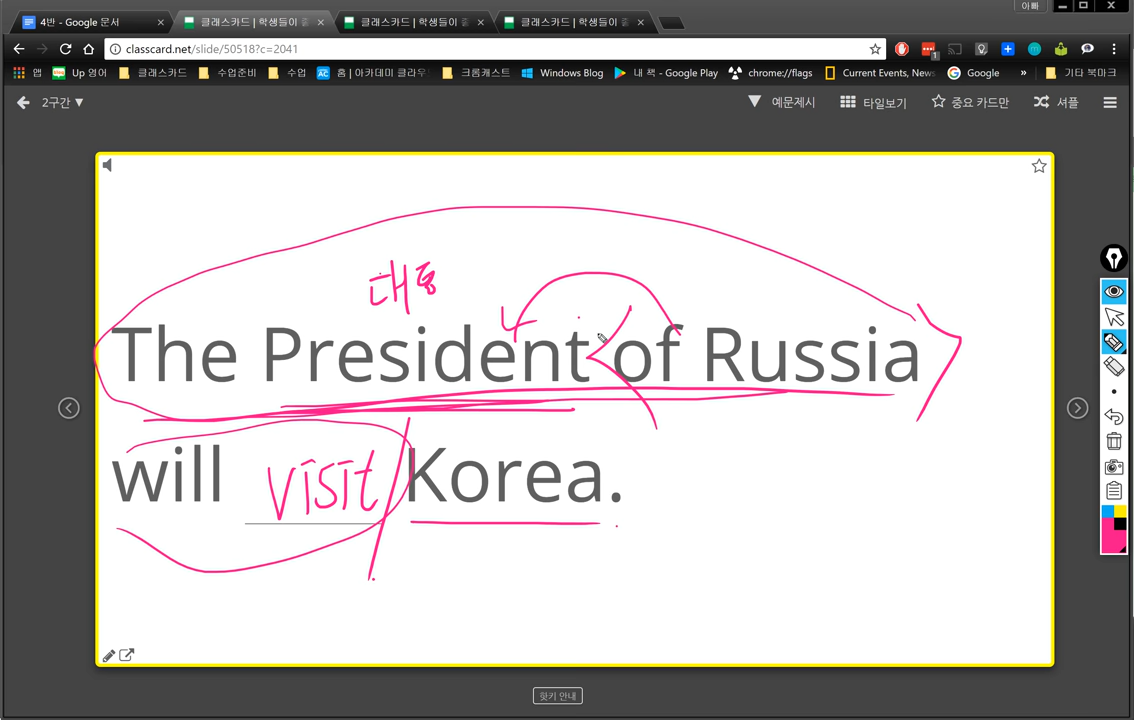 아빠
4반 - Google 문서
클래스카드 | 학생들이 좋
클래스카드 | 학생들이 좋
클래스카드 | 학생들이 좋
classcard.net/slide/50518?c=2041
1
앱
Up 영어
클래스카드
수업준비
수업
홈 | 아카데미 클라우
크롬캐스트
Windows Blog
내 책 - Google Play
chrome://flags
Current Events, News
Google
»
기타 북마크
2구간 ▼
예문제시
타일보기
중요 카드만
셔플
대통
The President of Russia
will visit Korea.
핫키 안내